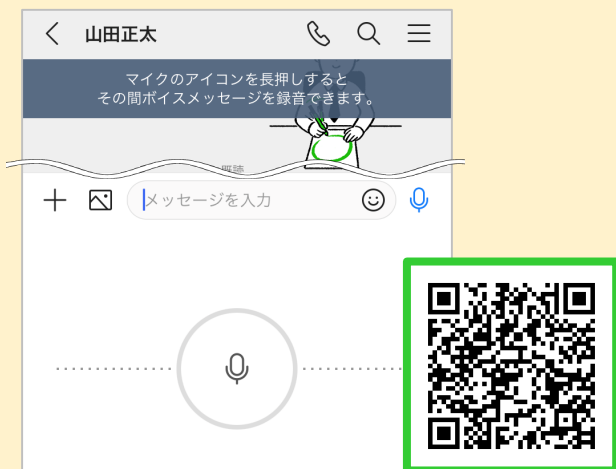 山田正太
マイクのアイコンを長押しすると
その間ボイスメッセージを録音できます。
既読
メッセージを入力